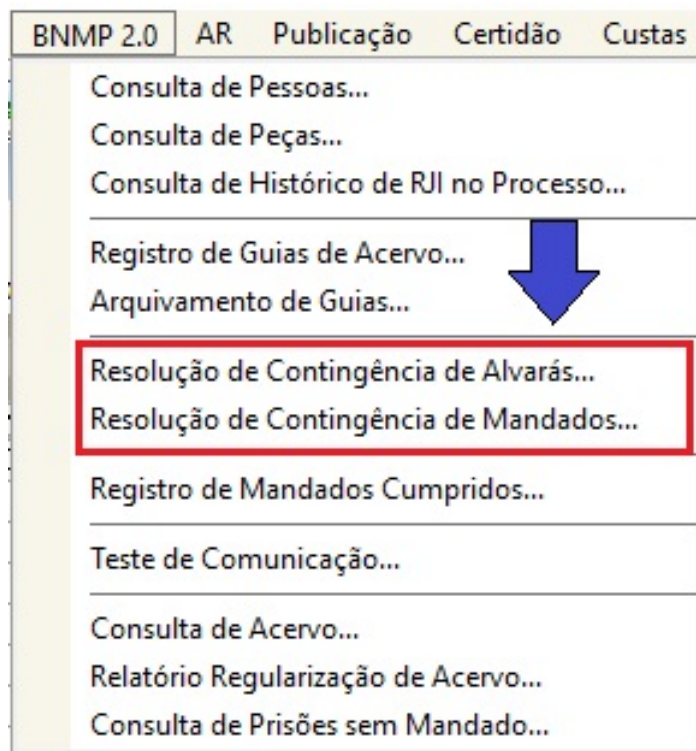 BNMP 2.0 AR Publicação Certidão Custas
Consulta de Pessoas...
Consulta de Peças...
Consulta de Histórico de RJI no Processo...
Registro de Guias de Acervo...
Arquivamento de Guias...
Resolução de Contingência de Alvarás...
Resolução de Contingência de Mandados...
Registro de Mandados Cumpridos...
Teste de Comunicação...
Consulta de Acervo...
Relatório Regularização de Acervo...
Consulta de Prisões sem Mandado...